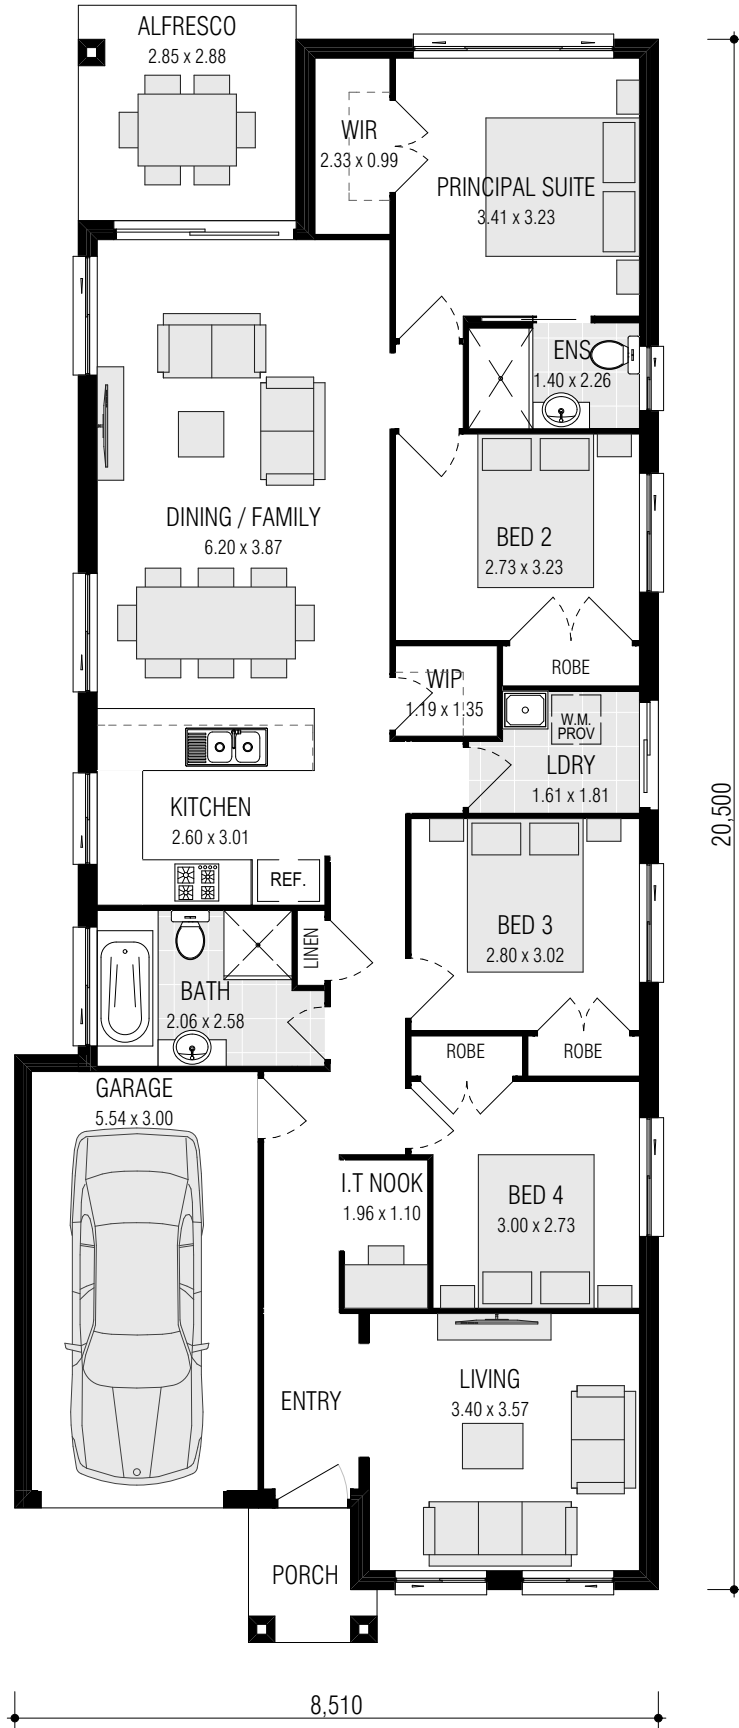 ALFRESCO
2.85 x 2.88
WIR
2.33 x 0.99
PRINCIPAL SUITE
3.41 x 3.23
ENS
1.40 x 2.26
DINING / FAMILY
6.20 x 3.87
BED 2
2.73 x 3.23
ROBE
WIP
1.19 x 1.35
W.M.
PROV
LDRY
1.61 x 1.81
KITCHEN
2.60 x 3.01
REF.
20,500
BED 3
2.80 x 3.02
LINEN
BATH
2.06 x 2.58
ROBE
ROBE
GARAGE
5.54 x 3.00
I.T NOOK
1.96 x 1.10
BED 4
3.00 x 2.73
ENTRY
LIVING
3.40 x 3.57
PORCH
8,510